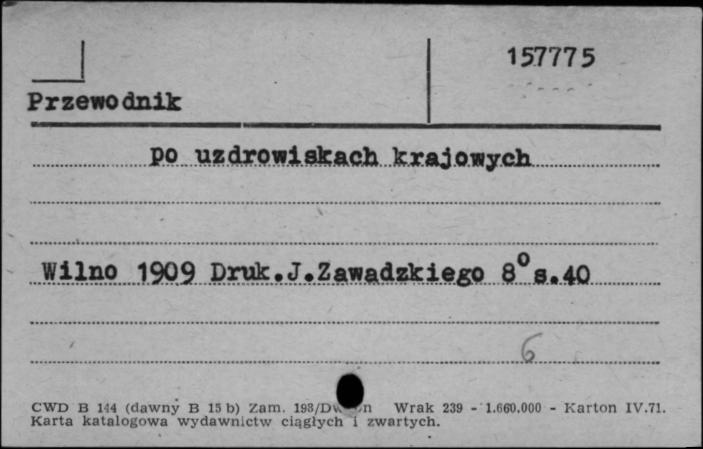 157775
Przewodnik
po uzdrowiskach krajowych
Wilno 1909 Druk.J.Zawadzkiego 8° s.40
6
CWD B 144 (dawny B 15 b) Zam. 193/ Wrak 239 - 1.660.000 - Karton IV.71.
Karta katalogowa wydawnictw ciągłych i zwartych.